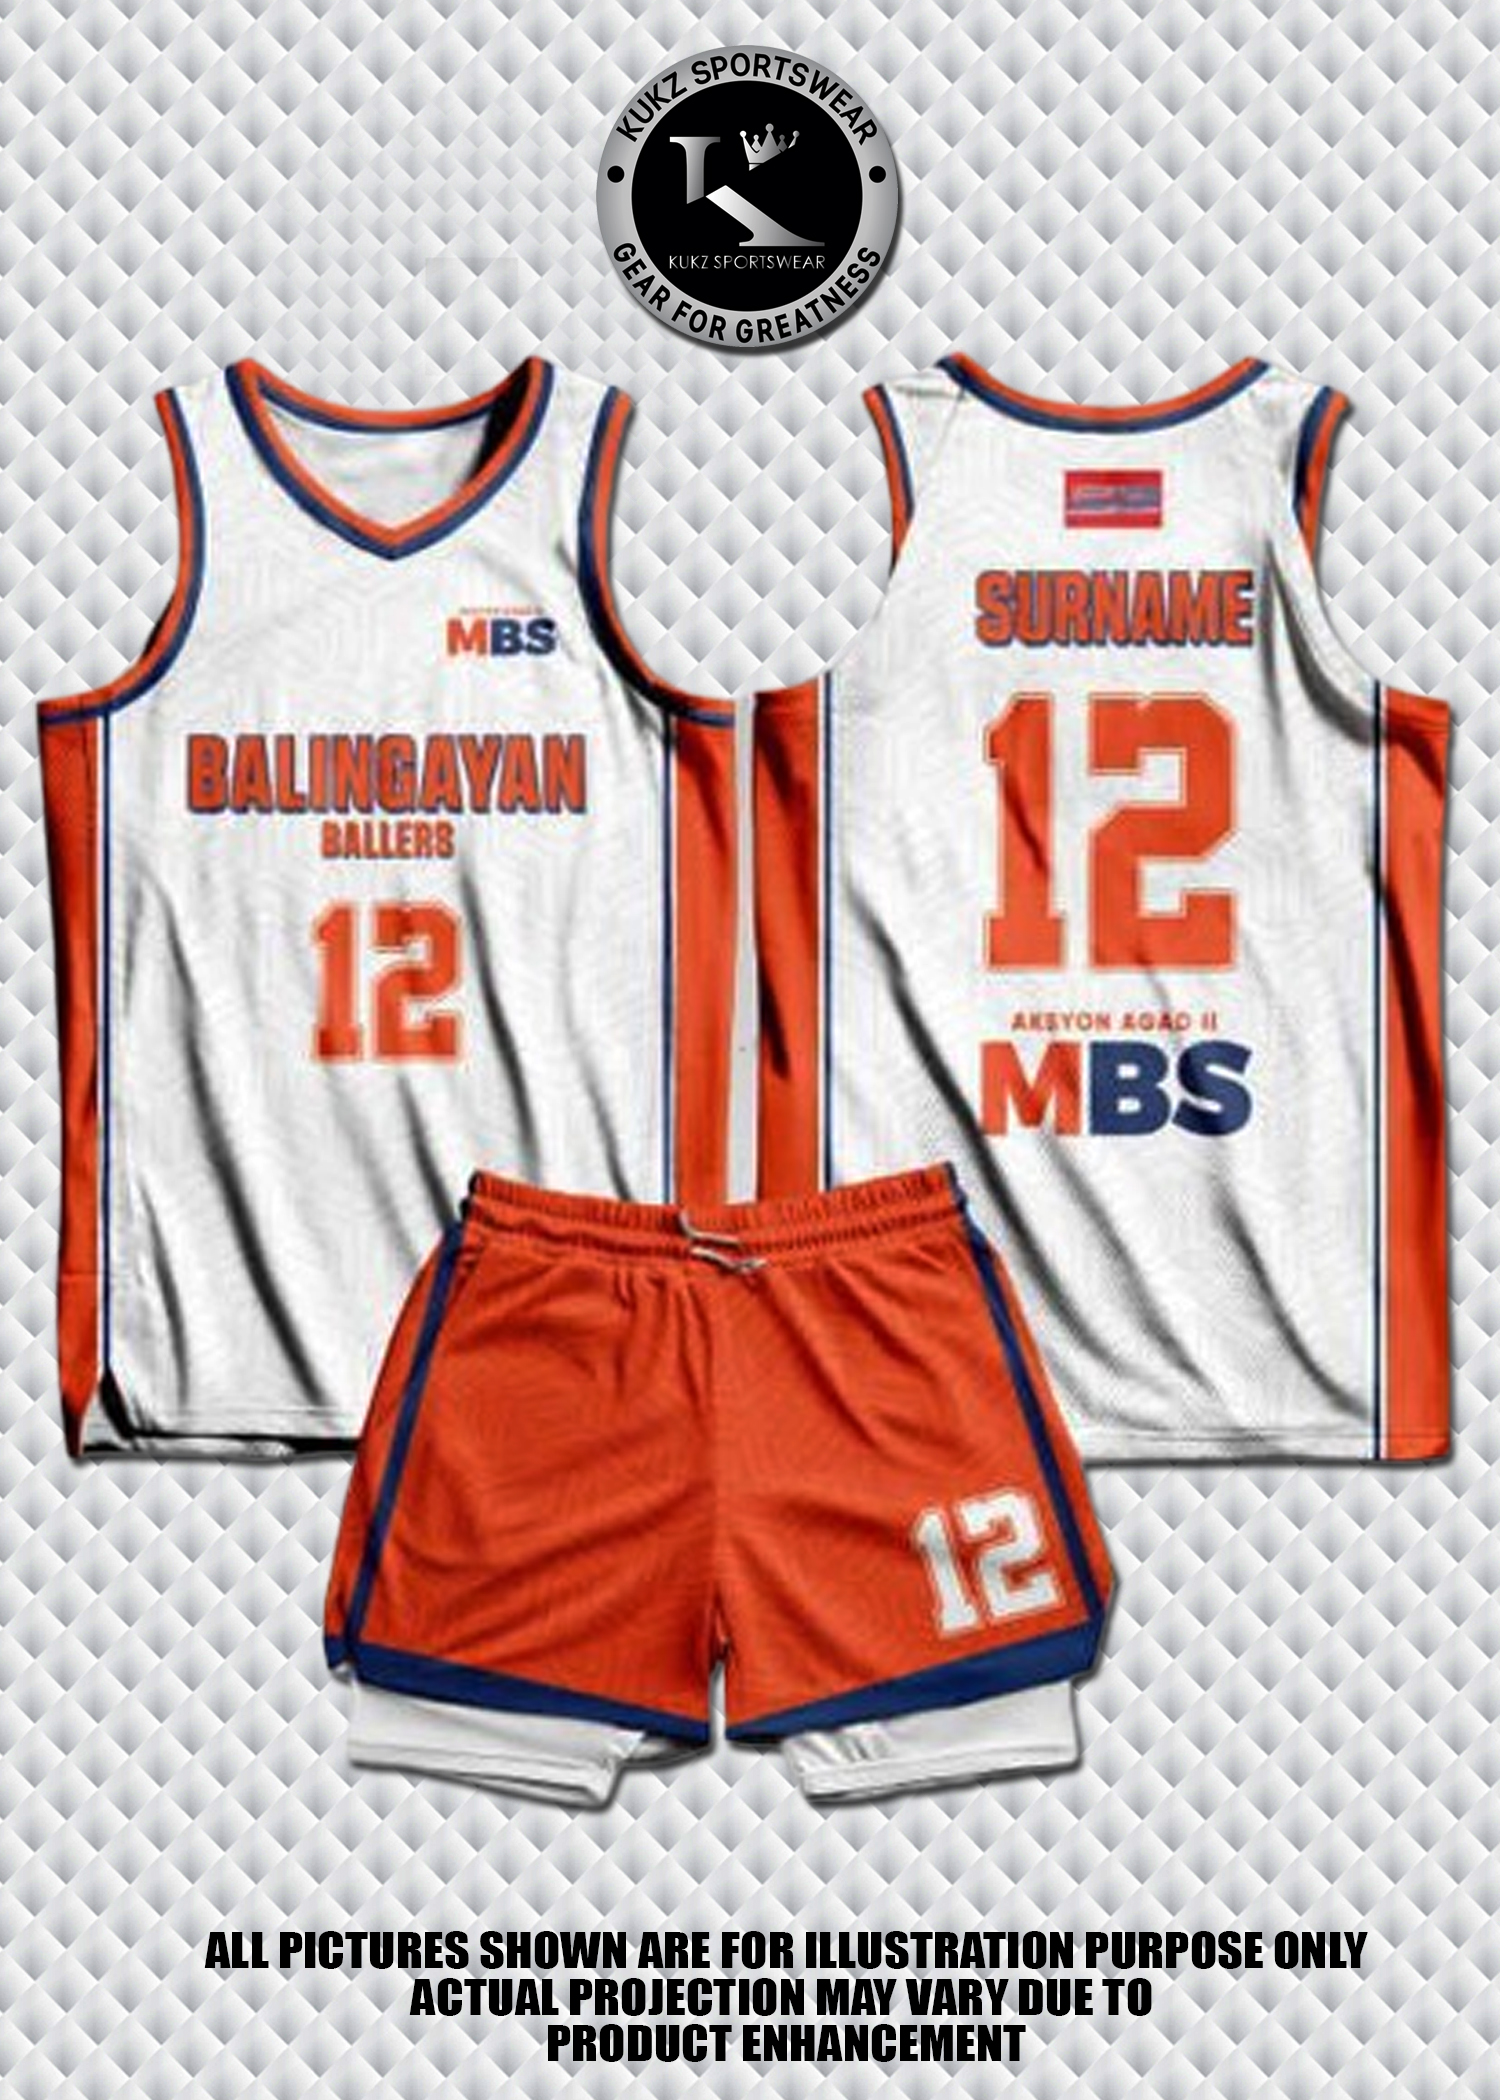 KUKZ SPORTSWEAR
KUKZ SPORTSWEAR
GEAR FOR GREATNESS
MBS
BALINGAYAN
BALLERS
12
SURNAME
12
AKSYON AGAD !!
MBS
12
ALL PICTURES SHOWN ARE FOR ILLUSTRATION PURPOSE ONLY
ACTUAL PROJECTION MAY VARY DUE TO
PRODUCT ENHANCEMENT